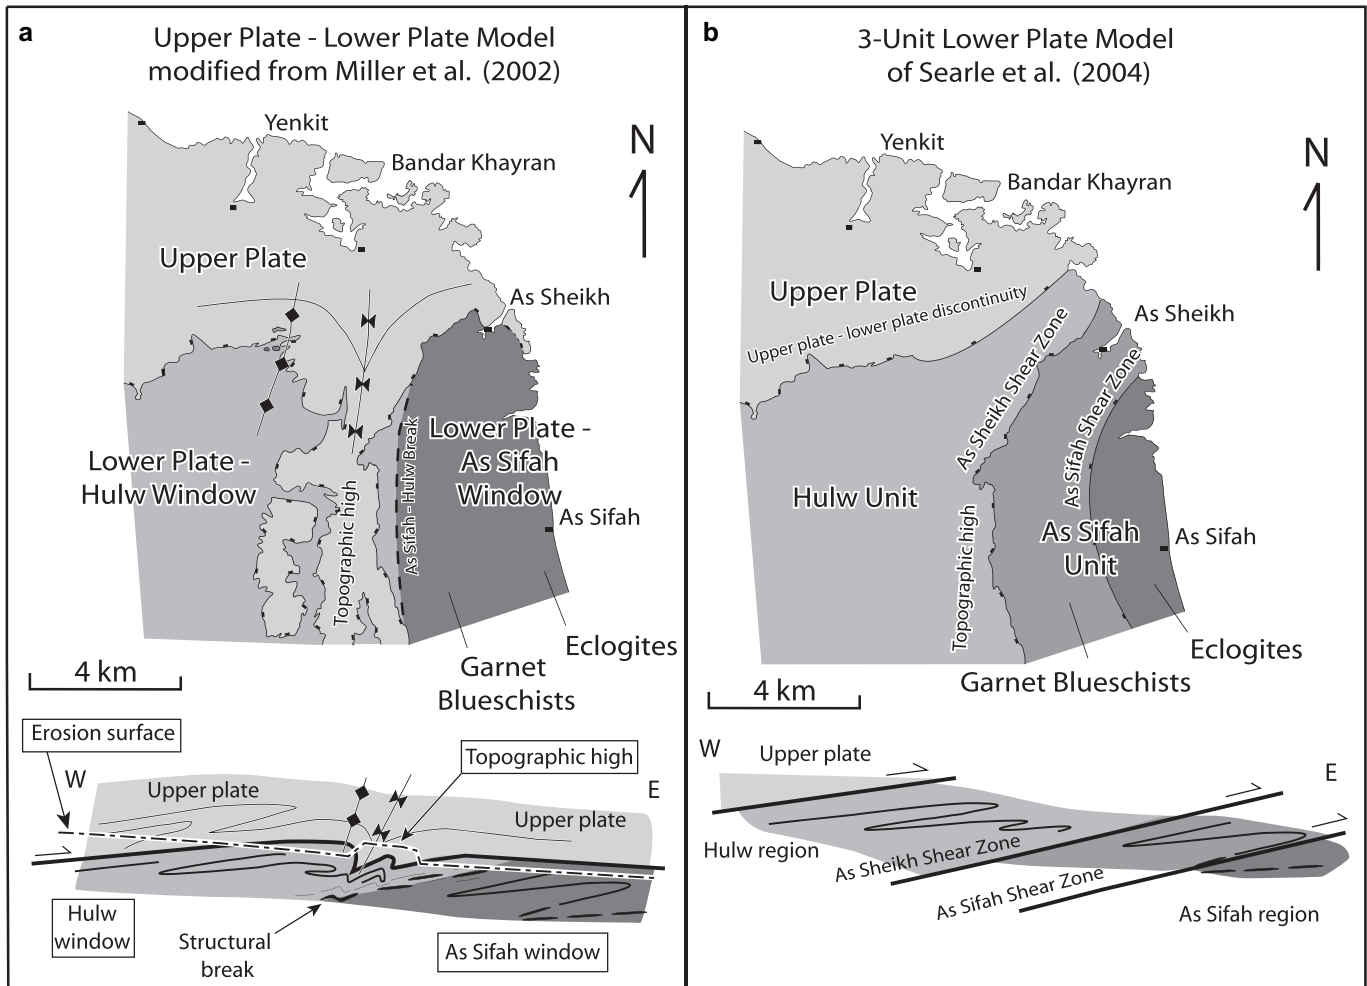 a
Upper Plate - Lower Plate Model
modified from Miller et al. (2002)
Yenkit
Bandar Khayran
N
Upper Plate
As Sheikh
Lower Plate -
Hulw Window
Topographic high
As Sifah - Hulw Break
Lower Plate -
As Sifah
Window
As Sifah
Eclogites
Garnet
Blueschists
4 km
Erosion surface
W
Upper plate
Topographic high
E
Upper plate
Hulw
window
Structural
break
As Sifah window
b
3-Unit Lower Plate Model
of Searle et al. (2004)
Yenkit
Bandar Khayran
N
Upper Plate
Upper plate - lower plate discontinuity
As Sheikh
As Sheikh Shear Zone
As Sifah Shear Zone
Hulw Unit
Topographic high
As Sifah
Unit
As Sifah
Eclogites
Garnet Blueschists
4 km
W
Upper plate
E
Hulw region
As Sheikh Shear Zone
As Sifah Shear Zone
As Sifah region